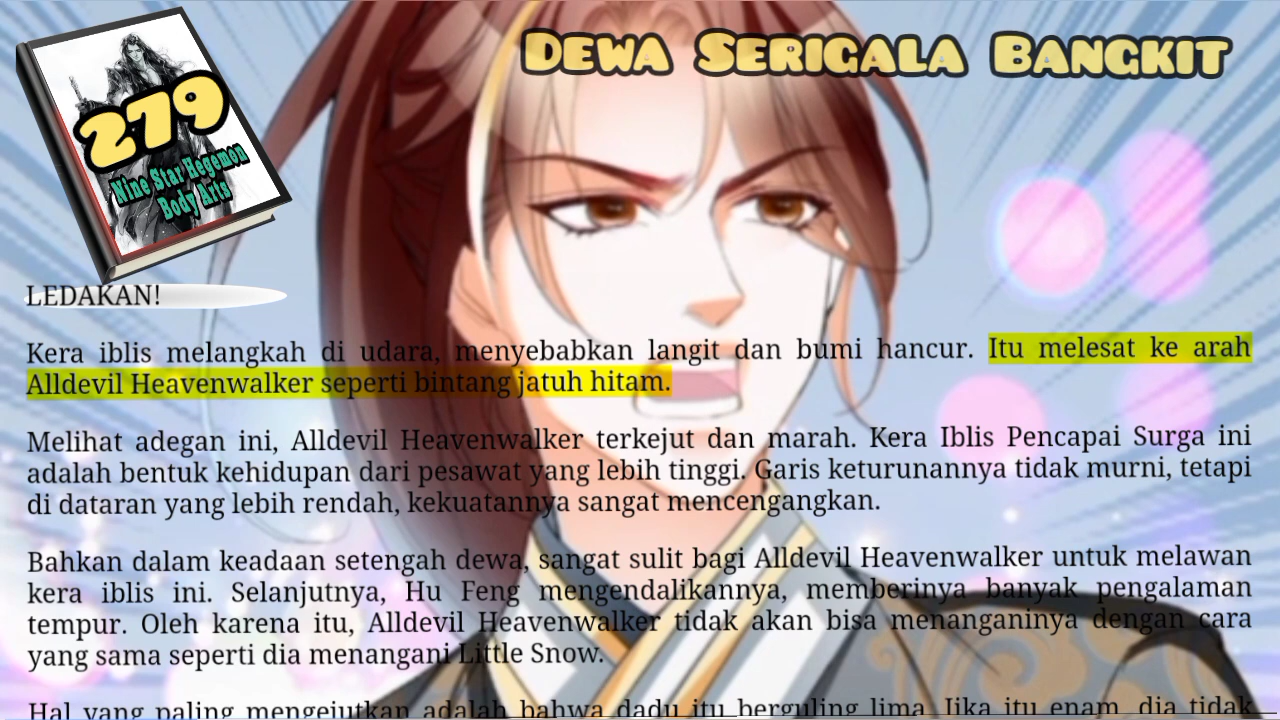 DEWA SERIGALA BANGKIT
279
Nine Star Hegemon
Body Arts
LEDAKAN!
Kera iblis melangkah di udara, menyebabkan langit dan bumi hancur. Itu melesat ke arah
Alldevil Heavenwalker seperti bintang jatuh hitam.
Melihat adegan ini, Alldevil Heavenwalker terkejut dan marah. Kera Iblis Pencapai Surga ini
adalah bentuk kehidupan dari pesawat yang lebih tinggi. Garis keturunannya tidak murni, tetapi
di dataran yang lebih rendah, kekuatannya sangat mencengangkan.
Bahkan dalam keadaan setengah dewa, sangat sulit bagi Alldevil Heavenwalker untuk melawan
kera iblis ini. Selanjutnya, Hu Feng mengendalikannya, memberinya banyak pengalaman
tempur. Oleh karena itu, Alldevil Heavenwalker tidak akan bisa menanganinya dengan cara
yang sama seperti dia menangani Little Snow.
Hal yang paling mengejutkan adalah bahwa dadu itu berguling lima. Jika itu enam, dia tidak